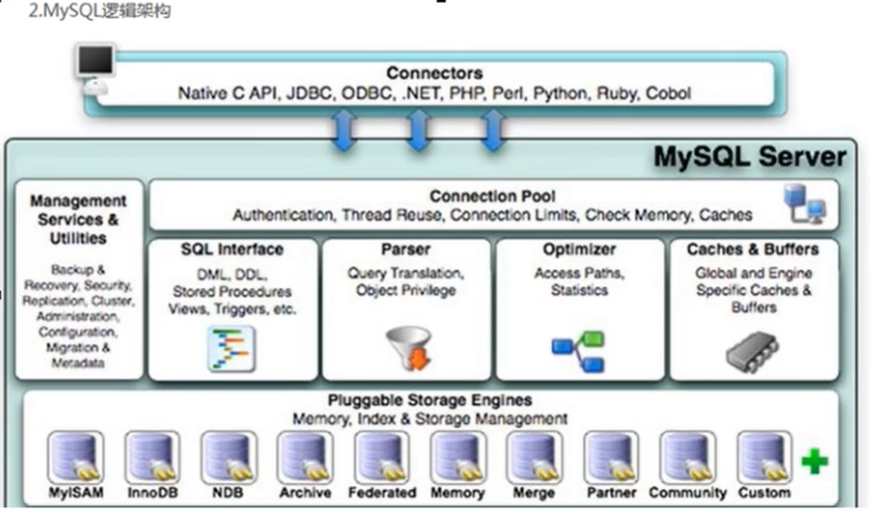 2.MySQL逻辑架构
Connectors
Native C API, JDBC, ODBC, .NET, PHP, Perl, Python, Ruby, Cobol
MySQL Server
Management
Services &
Utilities
Backup &
Recovery, Security,
Replication, Cluster,
Administration,
Configuration,
Migration &
Metadata
Connection Pool
Authentication, Thread Reuse, Connection Limits, Check Memory, Caches
SQL Interface
DML, DDL,
Stored Procedures
Views, Triggers, etc.
Parser
Query Translation,
Object Privilege
Optimizer
Access Paths,
Statistics
Caches & Buffers
Global and Engine
Specific Caches &
Buffers
Pluggable Storage Engines
Memory, Index & Storage Management
MyISAM
InnoDB
NDB
Archive
Federated
Memory
Merge
Partner
Community
Custom